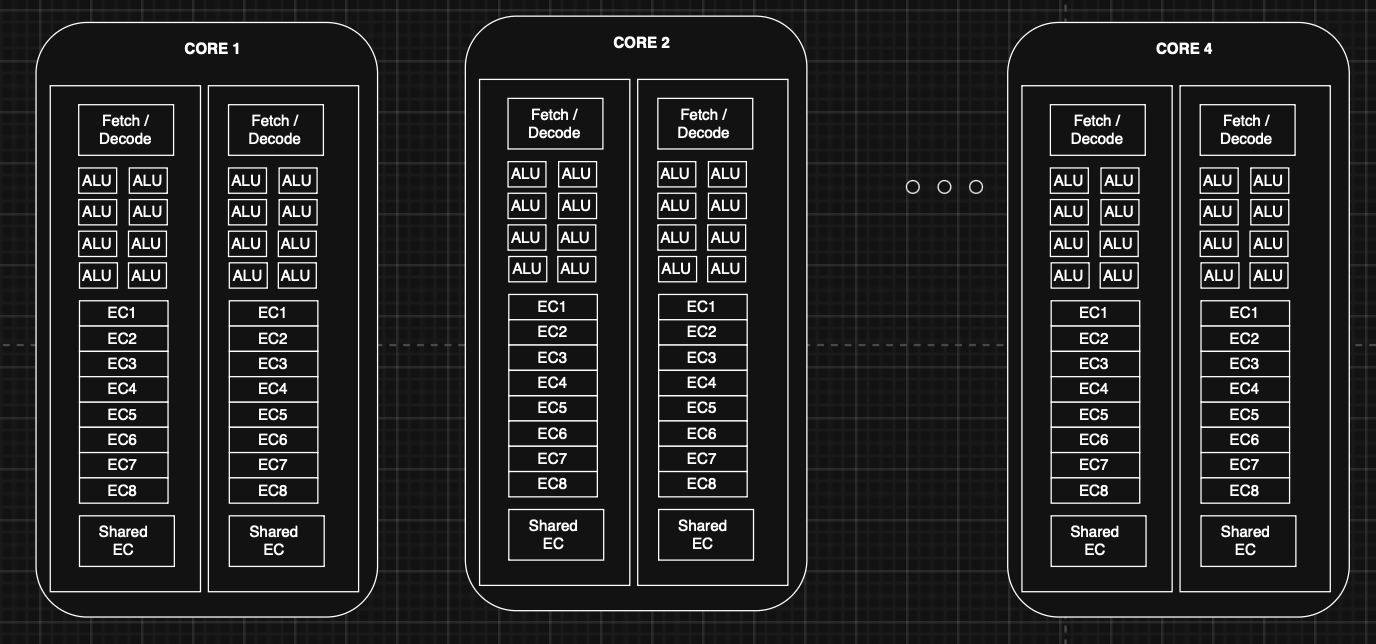 CORE 1
Fetch /
Decode
ALU ALU
ALU ALU
ALU ALU
ALU ALU
EC1
EC2
EC3
EC4
EC5
EC6
EC7
EC8
Shared
EC
Fetch /
Decode
ALU ALU
ALU ALU
ALU ALU
ALU ALU
EC1
EC2
EC3
EC4
EC5
EC6
EC7
EC8
Shared
EC
CORE 2
Fetch /
Decode
ALU ALU
ALU ALU
ALU ALU
ALU ALU
EC1
EC2
EC3
EC4
EC5
EC6
EC7
EC8
Shared
EC
Fetch /
Decode
ALU ALU
ALU ALU
ALU ALU
ALU ALU
EC1
EC2
EC3
EC4
EC5
EC6
EC7
EC8
Shared
EC
CORE 4
Fetch /
Decode
ALU ALU
ALU ALU
ALU ALU
ALU ALU
EC1
EC2
EC3
EC4
EC5
EC6
EC7
EC8
Shared
EC
Fetch /
Decode
ALU ALU
ALU ALU
ALU ALU
ALU ALU
EC1
EC2
EC3
EC4
EC5
EC6
EC7
EC8
Shared
EC